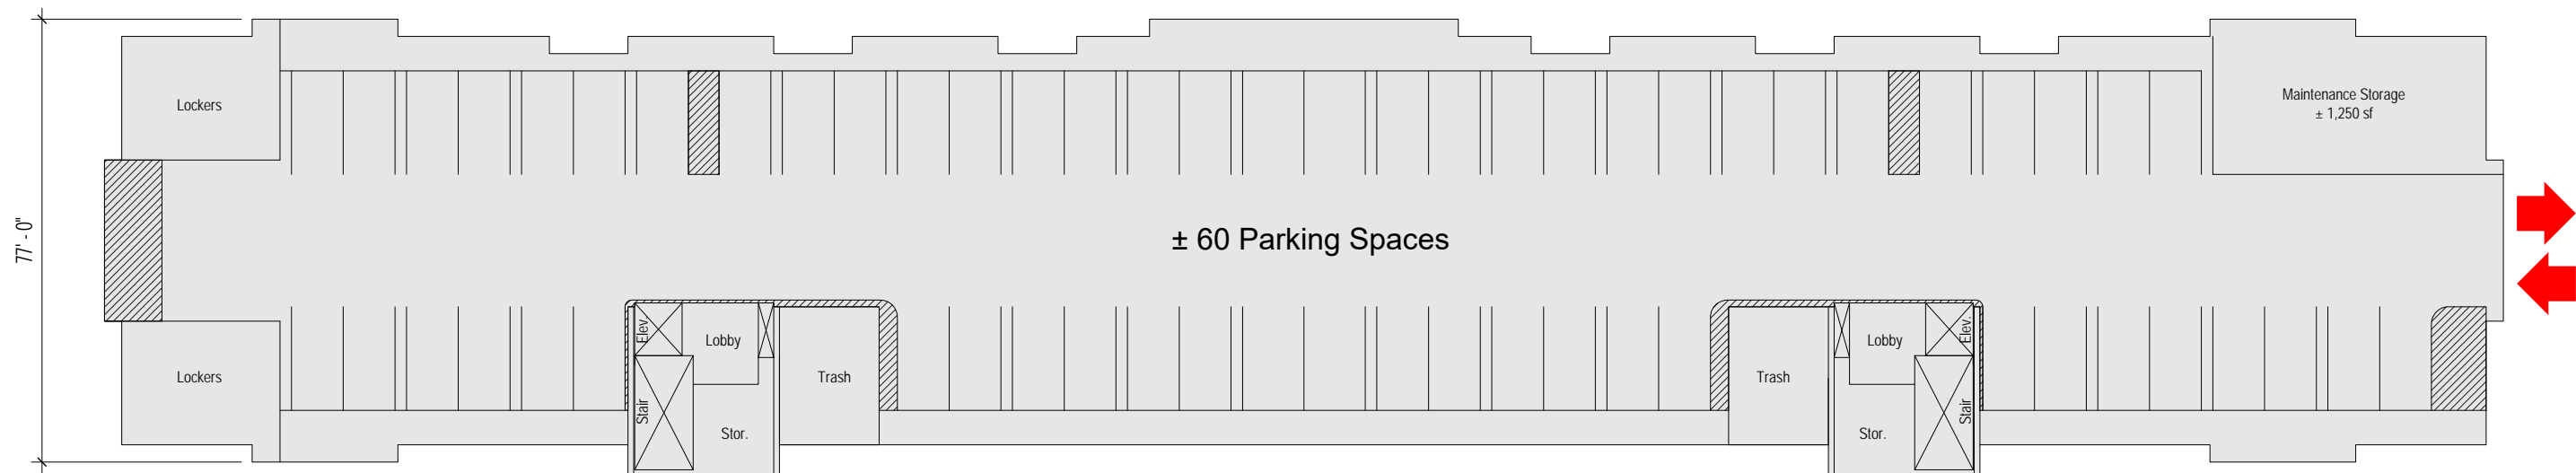 Lockers
Maintenance Storage
± 1,250 sf
77' - 0"
± 60 Parking Spaces
Elev.
Lobby
Trash
Stair
Stor.
Lockers
Trash
Lobby
Elev.
Stor.
Stair